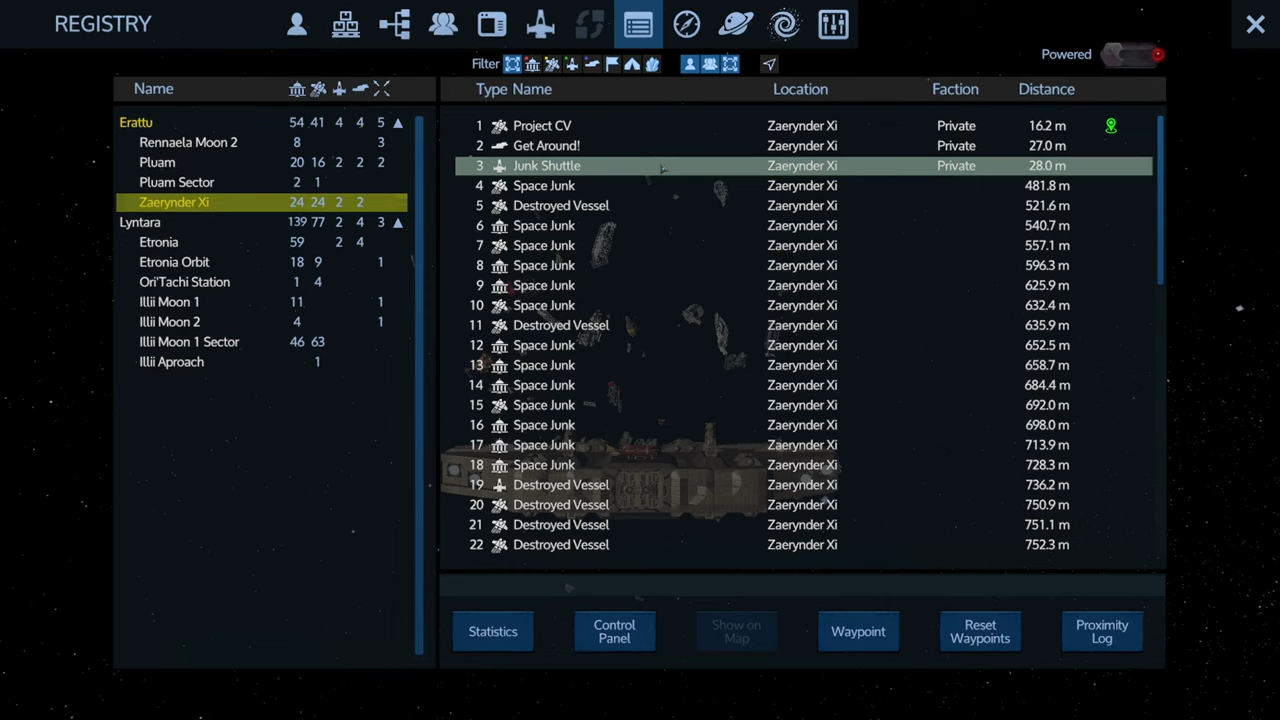 REGISTRY
Powered
Filter
Name
Type Name Location Faction Distance
Erattu 54 41 4 4 5
Rennaela Moon 2 8 3
Pluam 20 16 2 2 2
Pluam Sector 2 1
Zaerynder Xi 24 24 2 2
Lyntara 139 77 2 4 3
Etronia 59 2 4
Etronia Orbit 18 9 1
Ori'Tachi Station 1 4
Illii Moon 1 11 1
Illii Moon 2 4 1
Illii Moon 1 Sector 46 63
Illii Aproach 1
1 Project CV Zaerynder Xi Private 16.2 m
2 Get Around! Zaerynder Xi Private 27.0 m
3 Junk Shuttle Zaerynder Xi Private 28.0 m
4 Space Junk Zaerynder Xi 481.8 m
5 Destroyed Vessel Zaerynder Xi 521.6 m
6 Space Junk Zaerynder Xi 540.7 m
7 Space Junk Zaerynder Xi 557.1 m
8 Space Junk Zaerynder Xi 596.3 m
9 Space Junk Zaerynder Xi 625.9 m
10 Space Junk Zaerynder Xi 632.4 m
11 Destroyed Vessel Zaerynder Xi 635.9 m
12 Space Junk Zaerynder Xi 652.5 m
13 Space Junk Zaerynder Xi 658.7 m
14 Space Junk Zaerynder Xi 684.4 m
15 Space Junk Zaerynder Xi 692.0 m
16 Space Junk Zaerynder Xi 698.0 m
17 Space Junk Zaerynder Xi 713.9 m
18 Space Junk Zaerynder Xi 728.3 m
19 Destroyed Vessel Zaerynder Xi 736.2 m
20 Destroyed Vessel Zaerynder Xi 750.9 m
21 Destroyed Vessel Zaerynder Xi 751.1 m
22 Destroyed Vessel Zaerynder Xi 752.3 m
Statistics
Control
Panel
Show on
Map
Waypoint
Reset
Waypoints
Proximity
Log